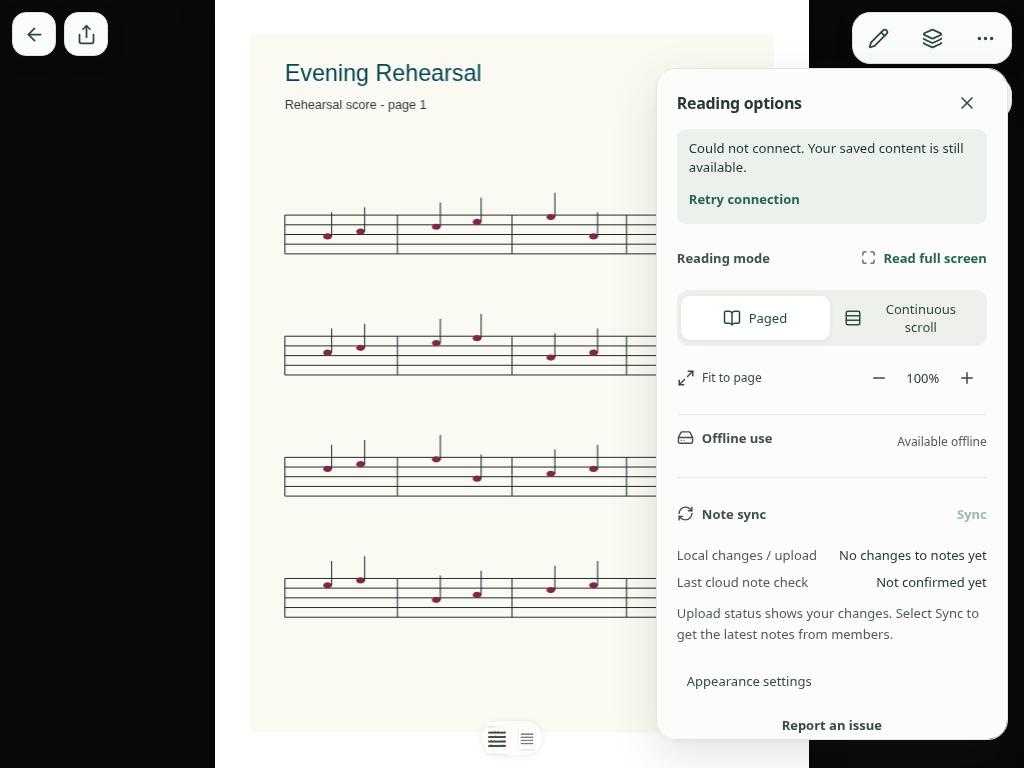 Evening Rehearsal
Rehearsal score - page 1
Reading options
Could not connect. Your saved content is still
available.
Retry connection
Reading mode
Read full screen
Paged
Continuous
scroll
Fit to page
100%
Offline use
Available offline
Note sync
Sync
Local changes / upload
No changes to notes yet
Last cloud note check
Not confirmed yet
Upload status shows your changes. Select Sync to
get the latest notes from members.
Appearance settings
Report an issue